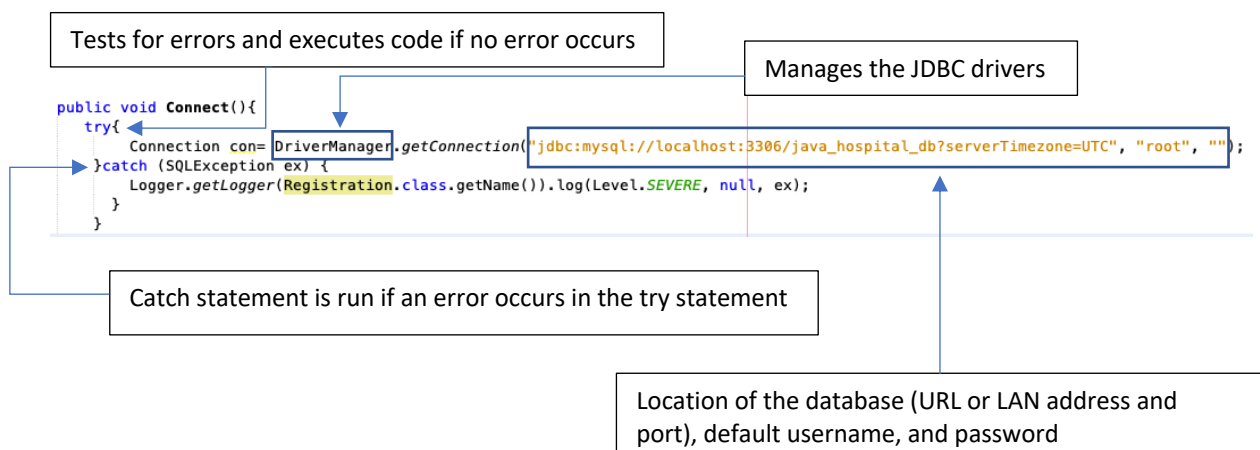 Tests for errors and executes code if no error occurs
Manages the JDBC drivers
public void Connect(){
try{
Connection con= DriverManager.getConnection("jdbc:mysql://localhost:3306/java_hospital_db?serverTimezone=UTC", "root", "");
}catch (SQLException ex) {
Logger.getLogger(Registration.class.getName()).log(Level.SEVERE, null, ex);
}
}
Catch statement is run if an error occurs in the try statement
Location of the database (URL or LAN address and
port), default username, and password